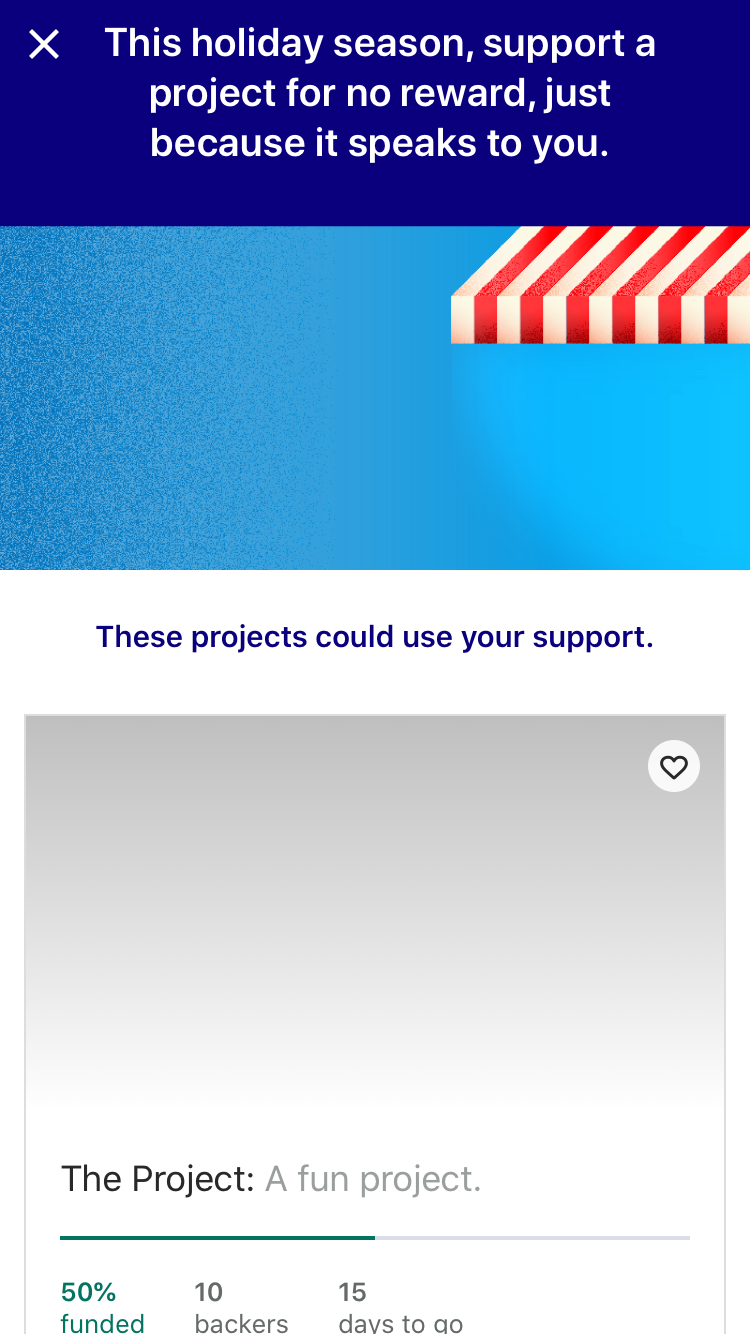 This holiday season, support a
project for no reward, just
because it speaks to you.
These projects could use your support.
The Project: A fun project.
50% 10 15
funded backers days to go